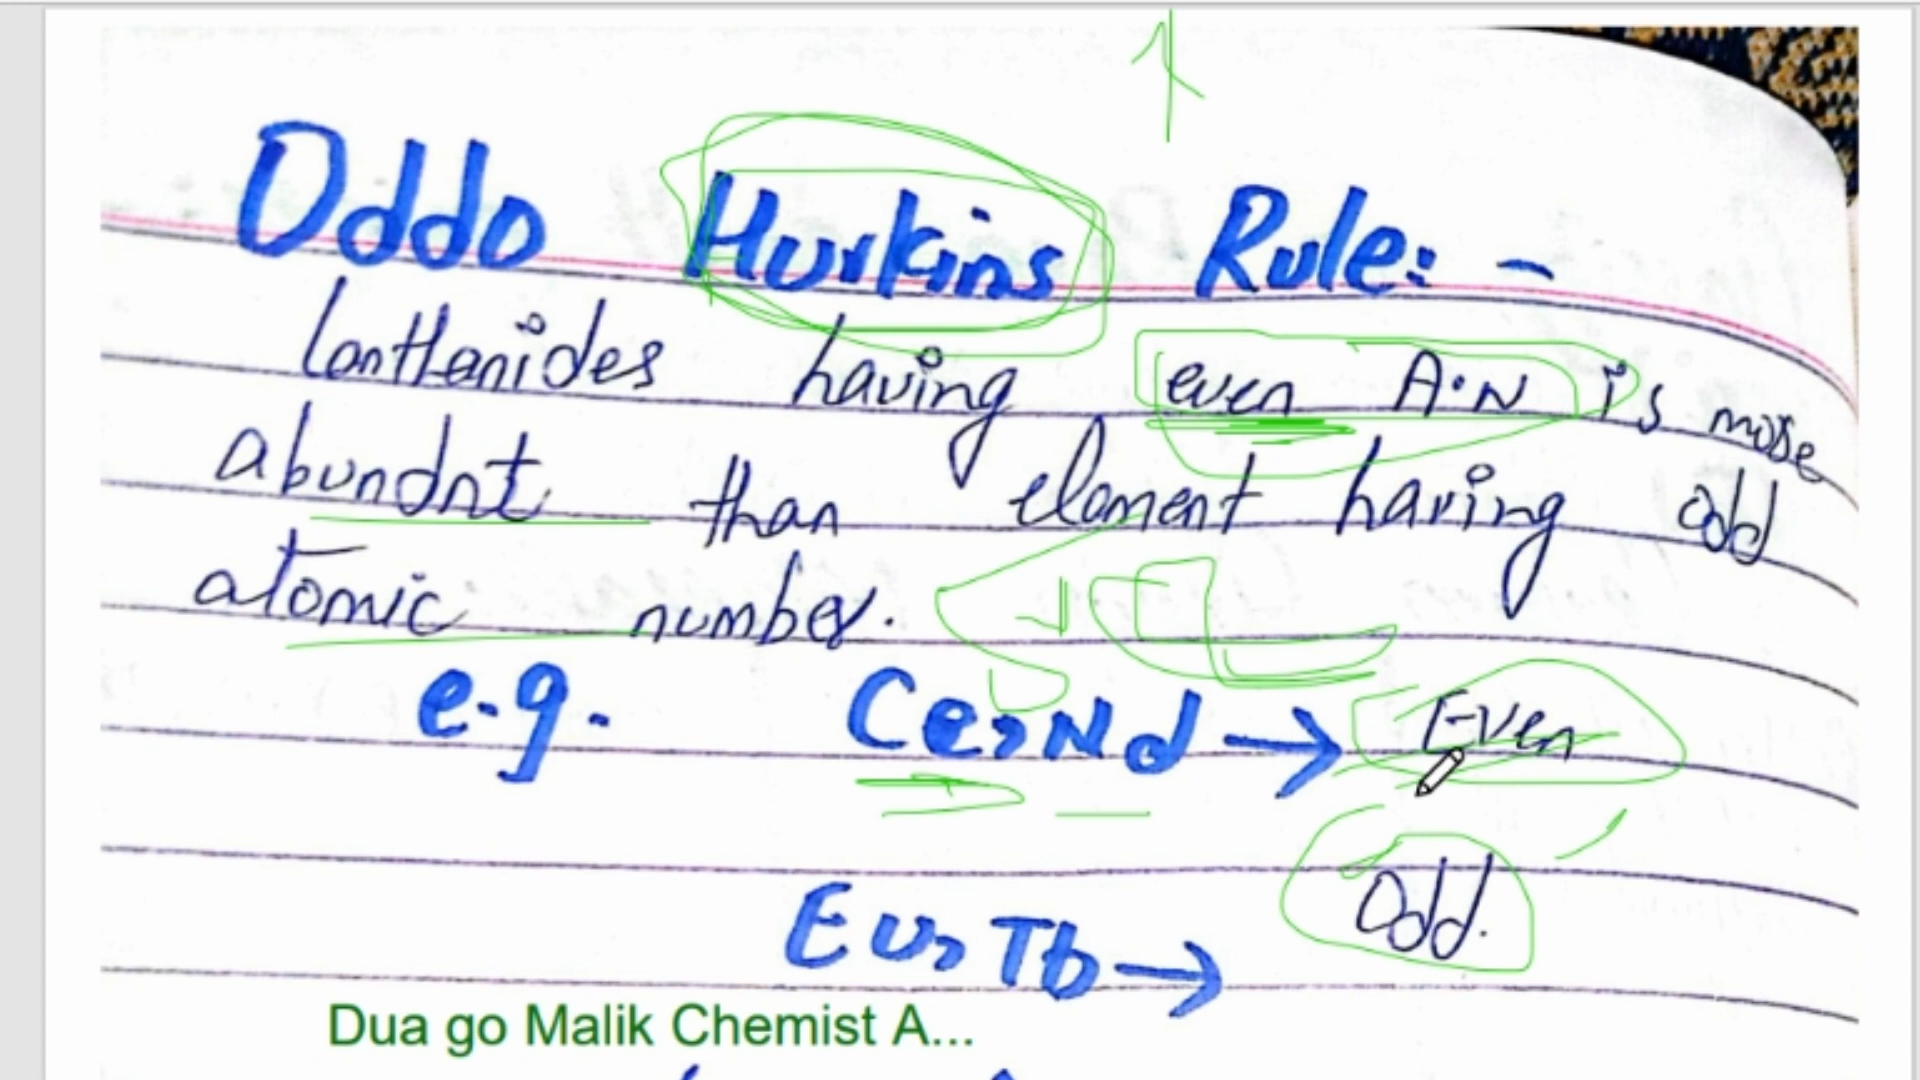 Oddo Hurkins Rule: -
lanthanides having even A.N is more
abundnt than element having odd
atomic number.
e.g. Ce, Nd → Even
Odd.
Eu, Tb →
Dua go Malik Chemist A...